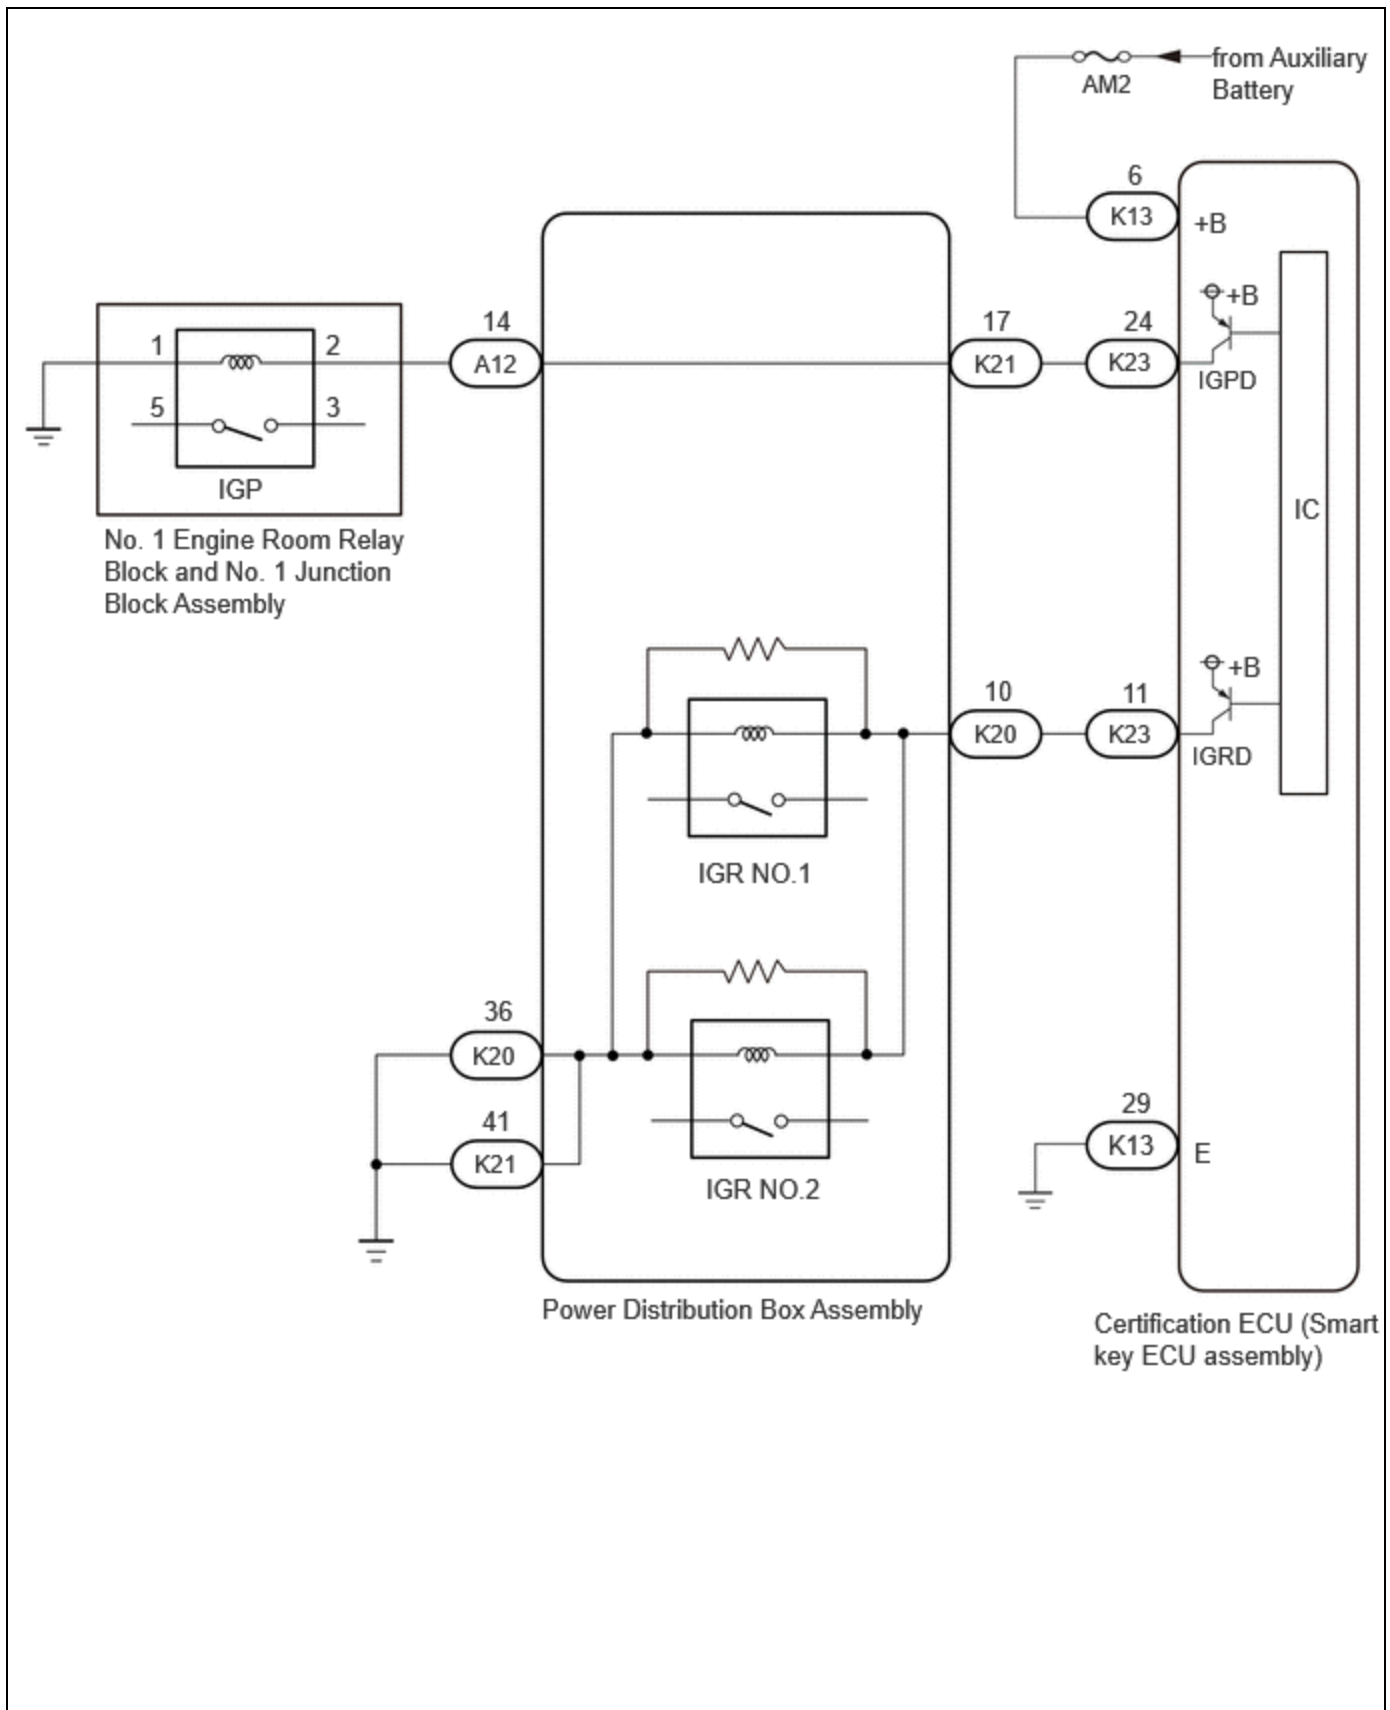 from Auxiliary
Battery
AM2
6
K13
+B
+B
14
A12
17
K21
24
K23
IGPD
1
2
5
3
IGP
No. 1 Engine Room Relay
Block and No. 1 Junction
Block Assembly
IC
+B
10
K20
11
K23
IGRD
IGR NO.1
36
K20
41
K21
IGR NO.2
29
K13
E
Power Distribution Box Assembly
Certification ECU (Smart
key ECU assembly)